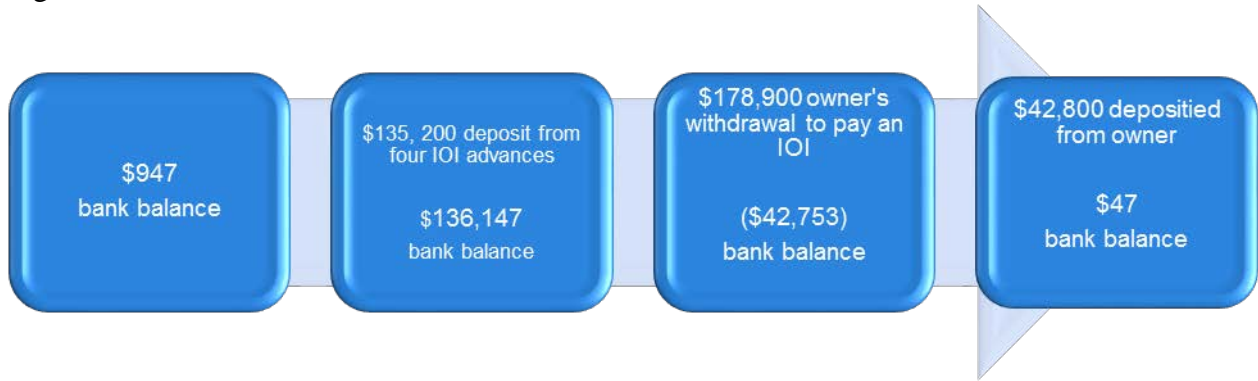 $947
bank balance
$135, 200 deposit from
four IOI advances
$136,147
bank balance
$178,900 owner's
withdrawal to pay an
IOI
($42,753)
bank balance
$42,800 depositied
from owner
$47
bank balance